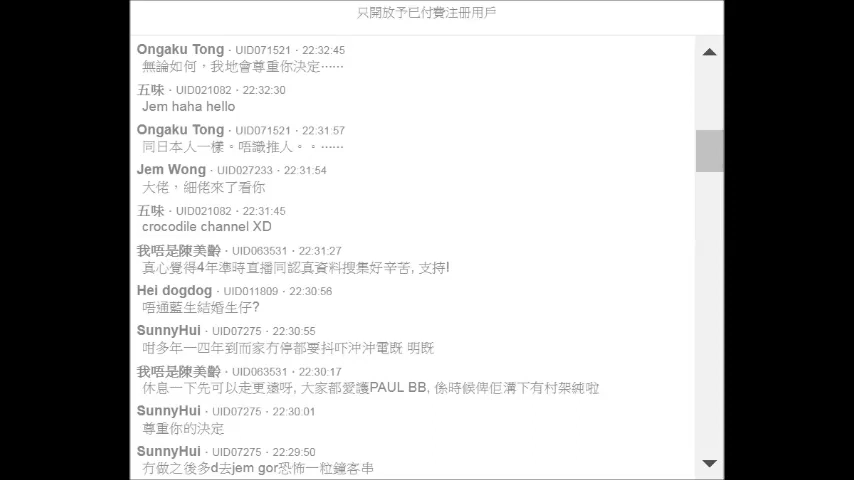 只開放予已付費注册用戶
Ongaku Tong · UID071521 · 22:32:45
無論如何，我地會尊重你決定⋯⋯
五味 · UID021082 · 22:32:30
Jem haha hello
Ongaku Tong · UID071521 · 22:31:57
同日本人一樣。唔識推人。。⋯⋯
Jem Wong · UID027233 · 22:31:54
大佬，細佬來了看你
五味 · UID021082 · 22:31:45
crocodile channel XD
我唔是陳美齡 · UID063531 · 22:31:27
真心覺得4年準時直播同認真資料搜集好辛苦, 支持!
Hei dogdog · UID011809 · 22:30:56
唔通藍生結婚生仔?
SunnyHui · UID07275 · 22:30:55
咁多年一四年到而家冇停都要抖吓沖沖電既 明既
我唔是陳美齡 · UID063531 · 22:30:17
休息一下先可以走更遠呀, 大家都愛護PAUL BB, 係時候俾佢溝下有村架純啦
SunnyHui · UID07275 · 22:30:01
尊重你的決定
SunnyHui · UID07275 · 22:29:50
冇做之後多d去jem gor恐怖一粒鐘客串